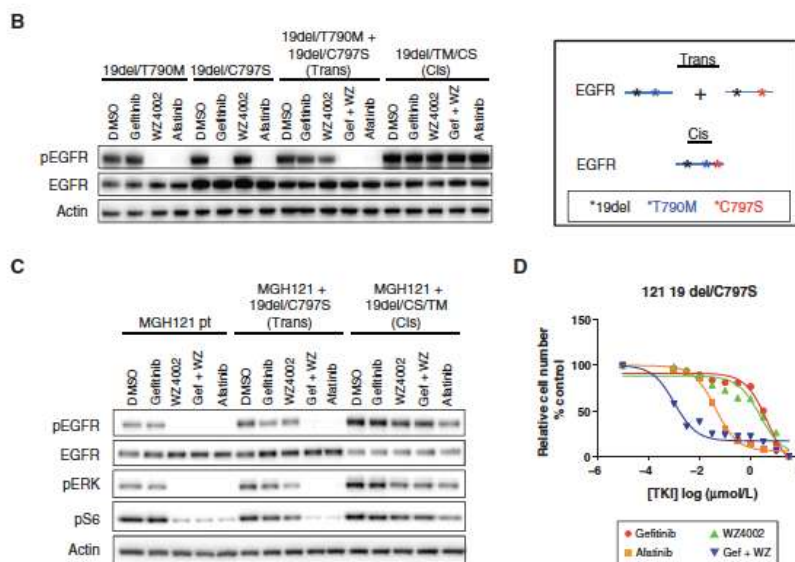 B
19del/T790M
19del/C797S
19del/T790M +
19del/C797S
(Trans)
19del/TM/CS
(Cis)
DMSO
Gefitinib
WZ4002
Afatinib
DMSO
Gefitinib
WZ4002
Afatinib
DMSO
Gefitinib
WZ4002
Gef + WZ
Afatinib
DMSO
Gefitinib
WZ4002
Gef + WZ
Afatinib
pEGFR
EGFR
Actin
Trans
EGFR * * + * *
Cis
EGFR * * *
*19del *T790M *C797S
C
MGH121 pt
MGH121 +
19del/C797S
(Trans)
MGH121 +
19del/CS/TM
(Cis)
DMSO
Gefitinib
WZ4002
Gef + WZ
Afatinib
DMSO
Gefitinib
WZ4002
Gef + WZ
Afatinib
DMSO
Gefitinib
WZ4002
Gef + WZ
Afatinib
pEGFR
EGFR
pERK
pS6
Actin
D
121 19 del/C797S
Relative cell number
% control
150
100
50
0
−6 −4 −2 0 2
[TKI] log (μmol/L)
Gefitinib WZ4002
Afatinib Gef + WZ